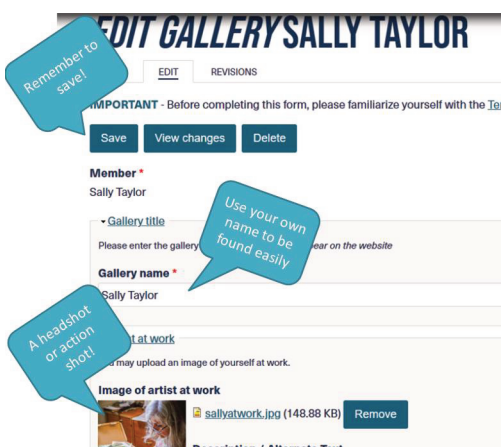 EDIT GALLERY SALLY TAYLOR
Remember to
save!
EDIT REVISIONS
IMPORTANT - Before completing this form, please familiarize yourself with the
Save View changes Delete
Member *
Sally Taylor
Gallery title
Use your own
name to be
found easily
Please enter the gallery on the website
Gallery name *
Sally Taylor
A headshot
or action
shot!
at work
may upload an image of yourself at work.
Image of artist at work
sallyatwork.jpg (148.88 KB) Remove